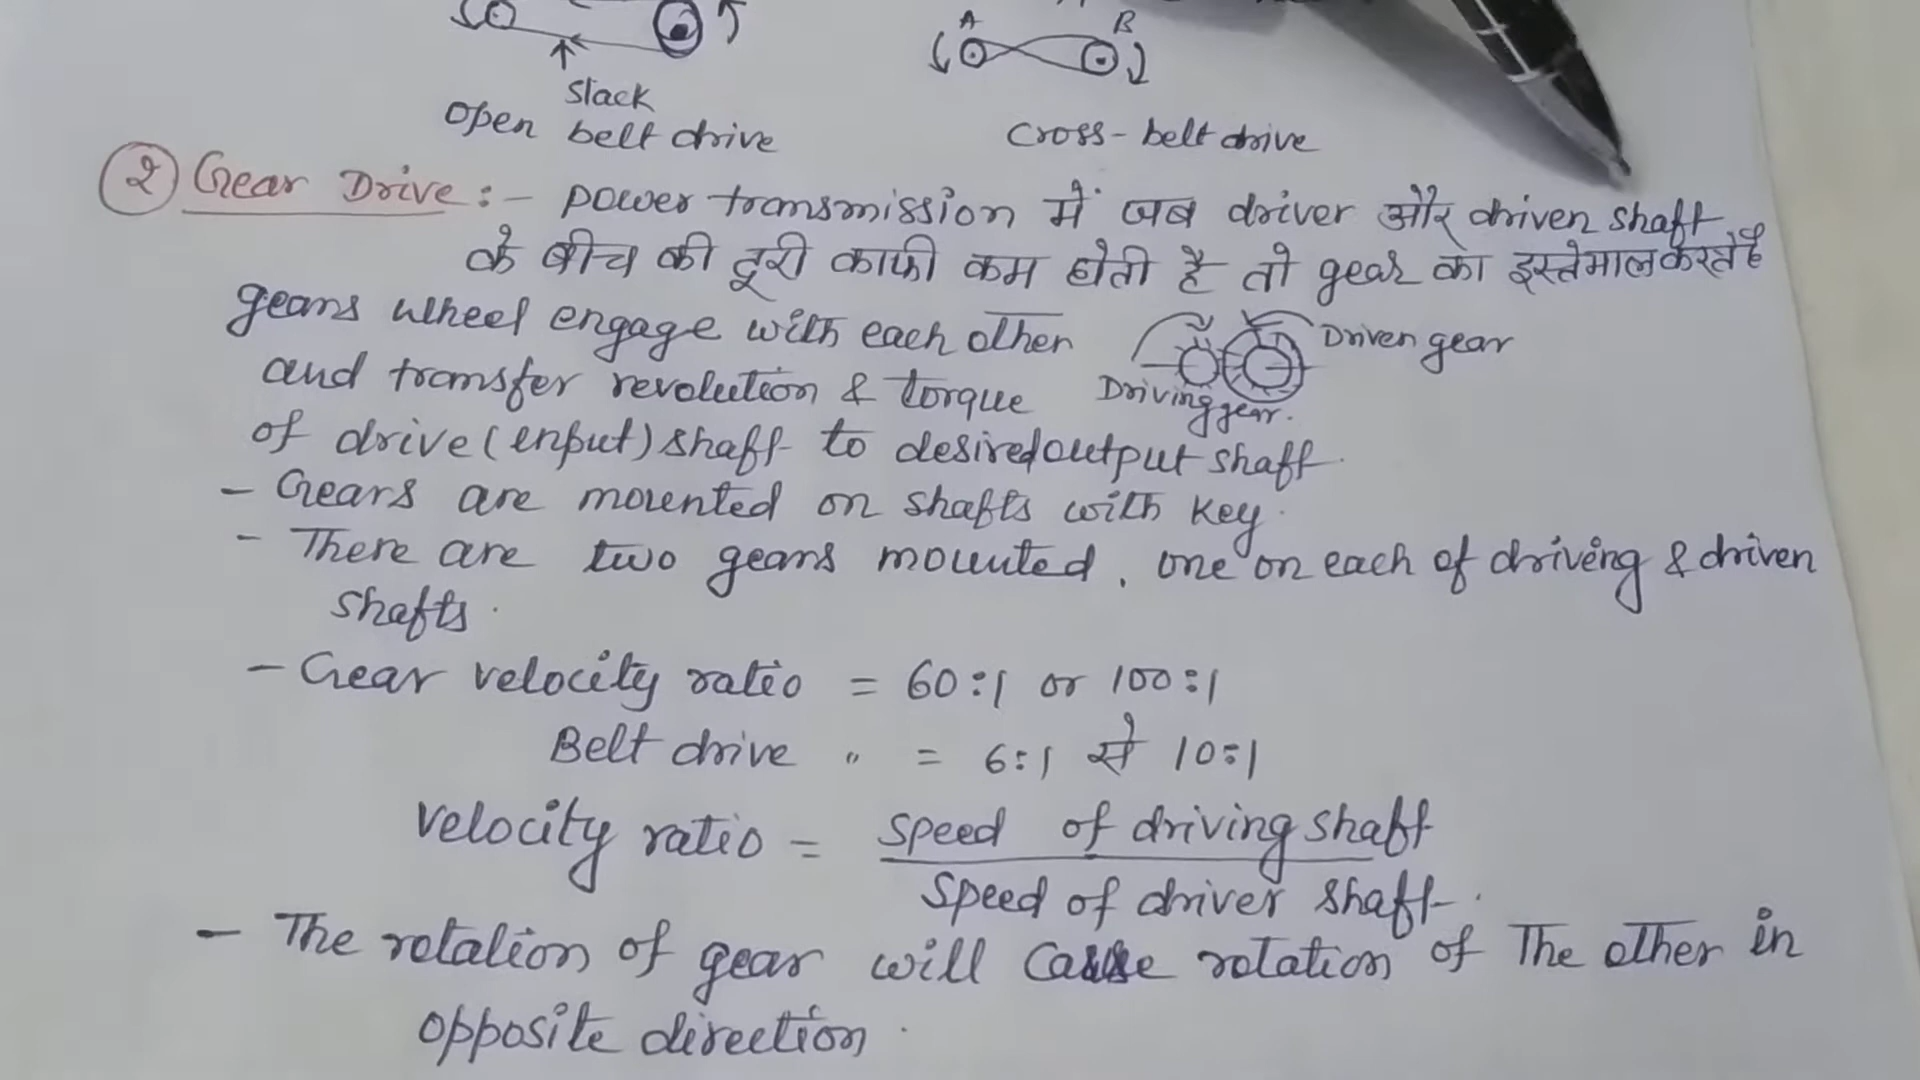 A B
slack
open belt drive
cross-belt drive
2 Gear Drive :- power transmission में जब driver और driven shaft
के बीच की दूरी काफी कम होती है तो gear का इस्तेमाल करते है
gears wheel engage with each other
Driven gear
and transfer revolution & torque
Driving gear.
of drive (input) shaft to desired output shaft.
- Gears are mounted on shafts with key.
- There are two gears mounted, one on each of driving & driven
shafts.
- Gear velocity ratio = 60:1 or 100:1
Belt drive " = 6:1 से 10:1
velocity ratio = speed of driving shaft
speed of driver shaft.
- The rotation of gear will cause rotation of The other in
opposite direction.